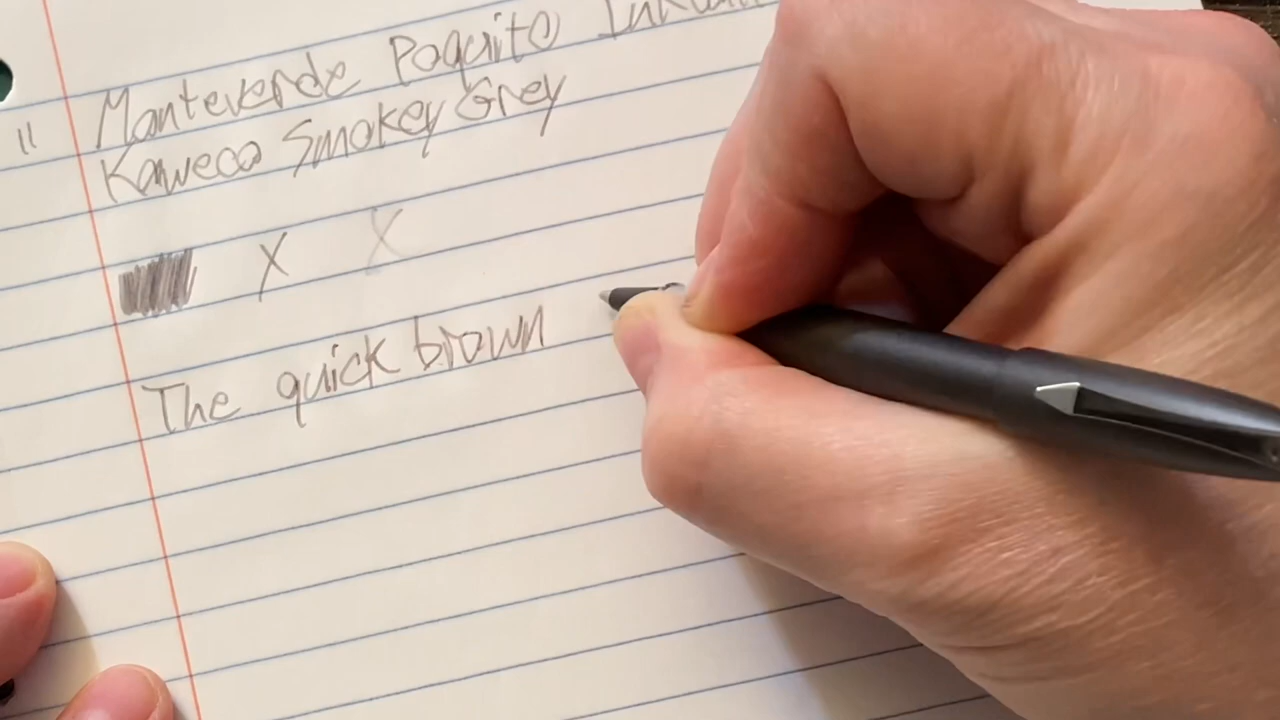 Monteverde Poquito
" Kaweco Smokey Grey
X X
The quick brown